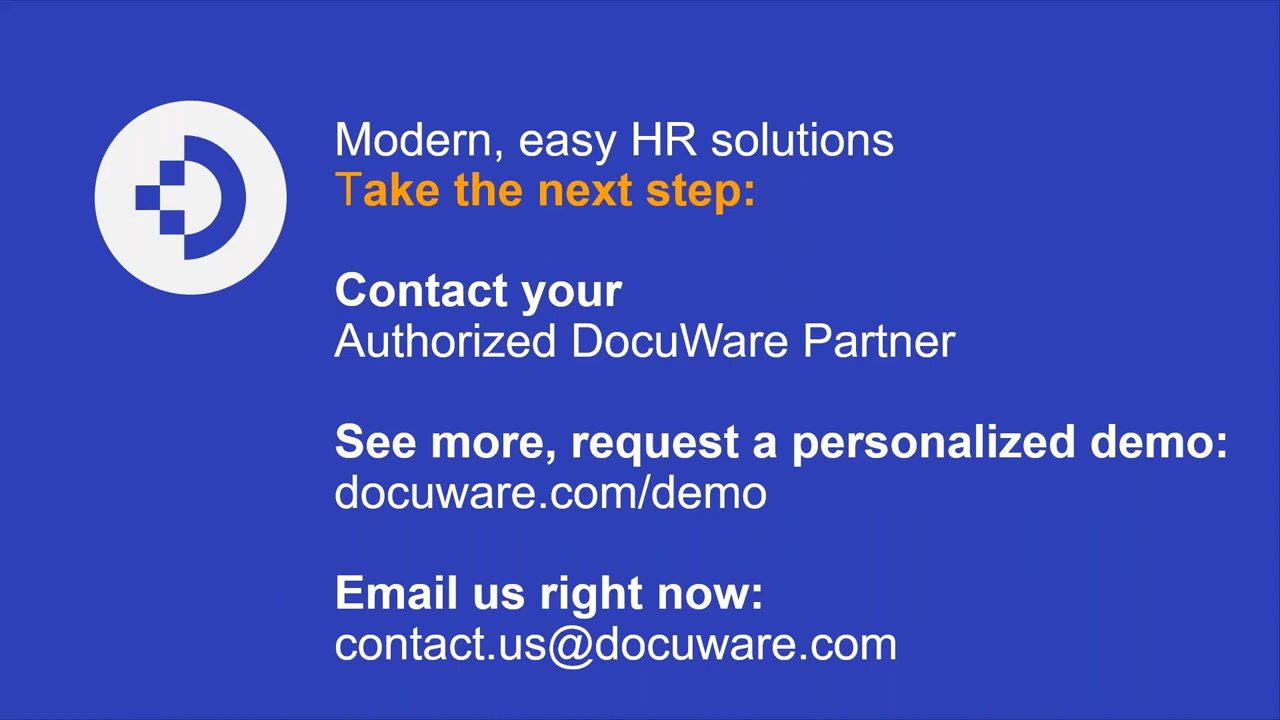 Modern, easy HR solutions
Take the next step:
Contact your
Authorized DocuWare Partner
See more, request a personalized demo:
docuware.com/demo
Email us right now:
contact.us@docuware.com